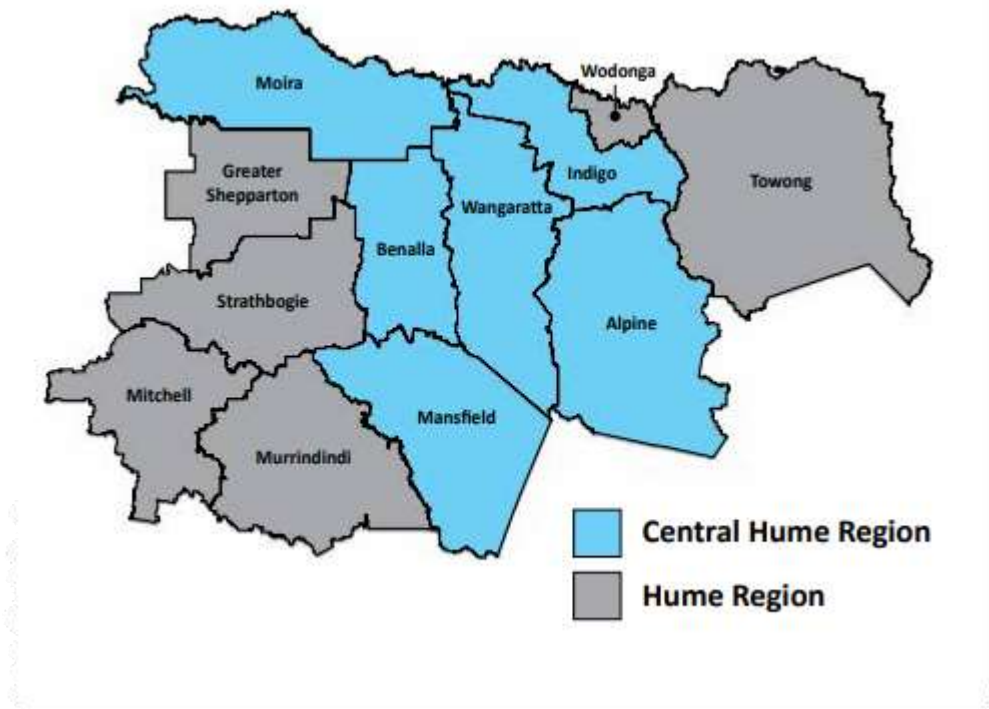 Wodonga
Moira
Greater
Shepparton
Indigo
Towong
Wangaratta
Benalla
Strathbogie
Alpine
Mitchell
Mansfield
Murrindindi
Central Hume Region
Hume Region